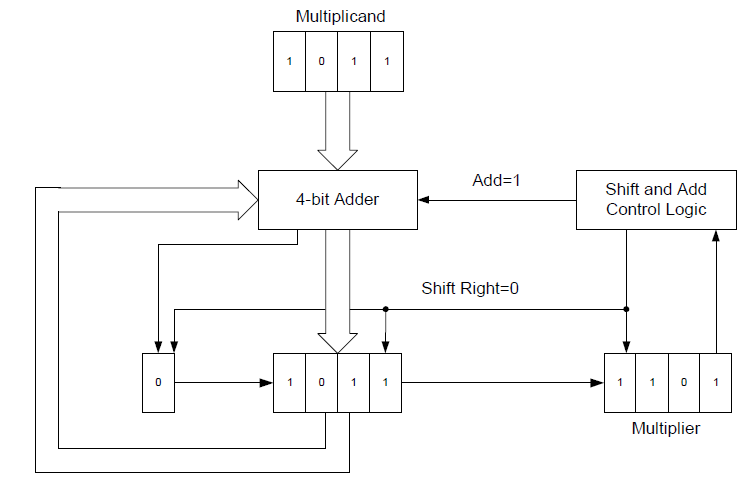 Multiplicand
1 0 1 1
Add=1
4-bit Adder
Shift and Add
Control Logic
Shift Right=0
0
1 0 1 1
1 1 0 1
Multiplier